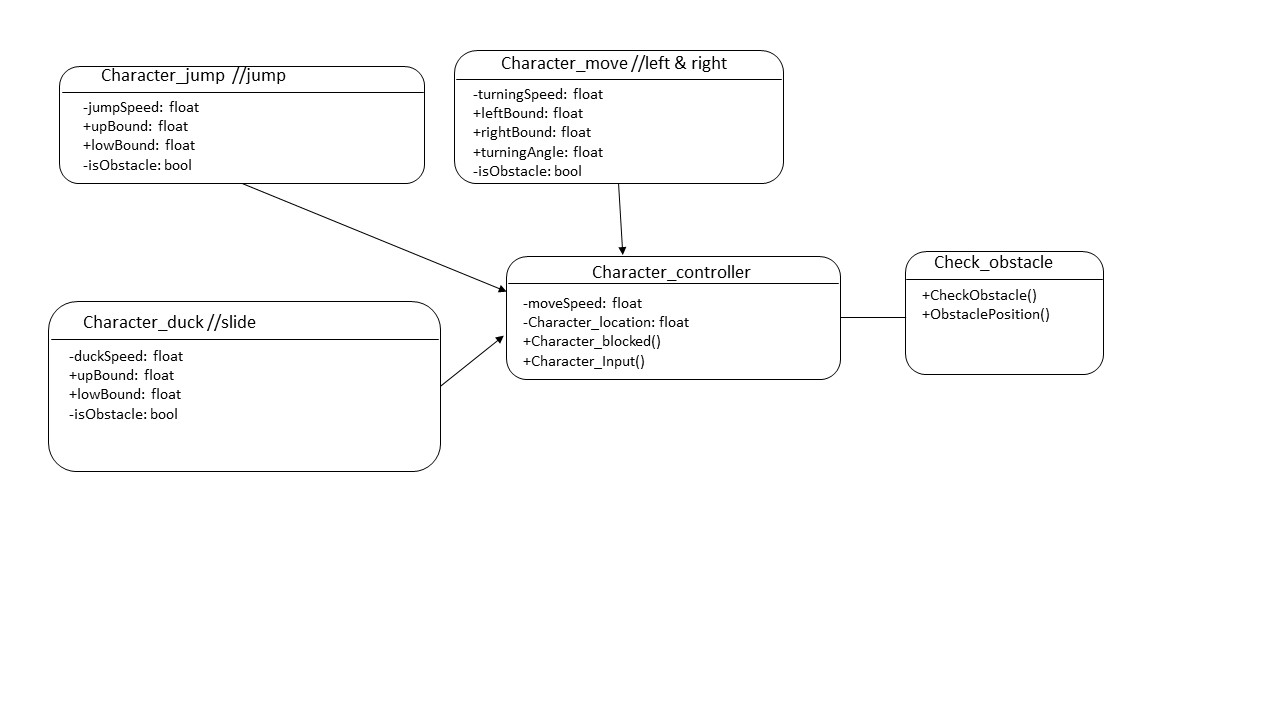 Character_jump //jump
-jumpSpeed: float
+upBound: float
+lowBound: float
-isObstacle: bool
Character_move //left & right
-turningSpeed: float
+leftBound: float
+rightBound: float
+turningAngle: float
-isObstacle: bool
Character_duck //slide
-duckSpeed: float
+upBound: float
+lowBound: float
-isObstacle: bool
Character_controller
-moveSpeed: float
-Character_location: float
+Character_blocked()
+Character_Input()
Check_obstacle
+CheckObstacle()
+ObstaclePosition()